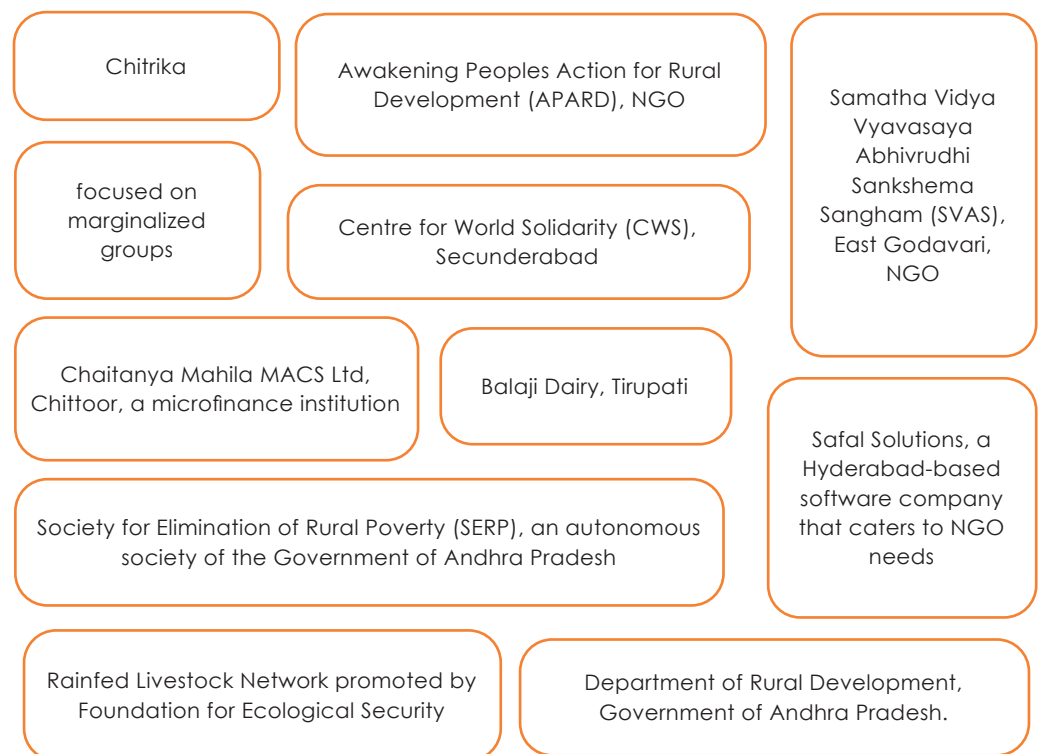 Chitrika
Awakening Peoples Action for Rural
Development (APARD), NGO
Samatha Vidya
Vyavasaya
Abhivrudhi
Sankshema
Sangham (SVAS),
East Godavari,
NGO
focused on
marginalized
groups
Centre for World Solidarity (CWS),
Secunderabad
Chaitanya Mahila MACS Ltd,
Chittoor, a microfinance institution
Balaji Dairy, Tirupati
Safal Solutions, a
Hyderabad-based
software company
that caters to NGO
needs
Society for Elimination of Rural Poverty (SERP), an autonomous
society of the Government of Andhra Pradesh
Rainfed Livestock Network promoted by
Foundation for Ecological Security
Department of Rural Development,
Government of Andhra Pradesh.